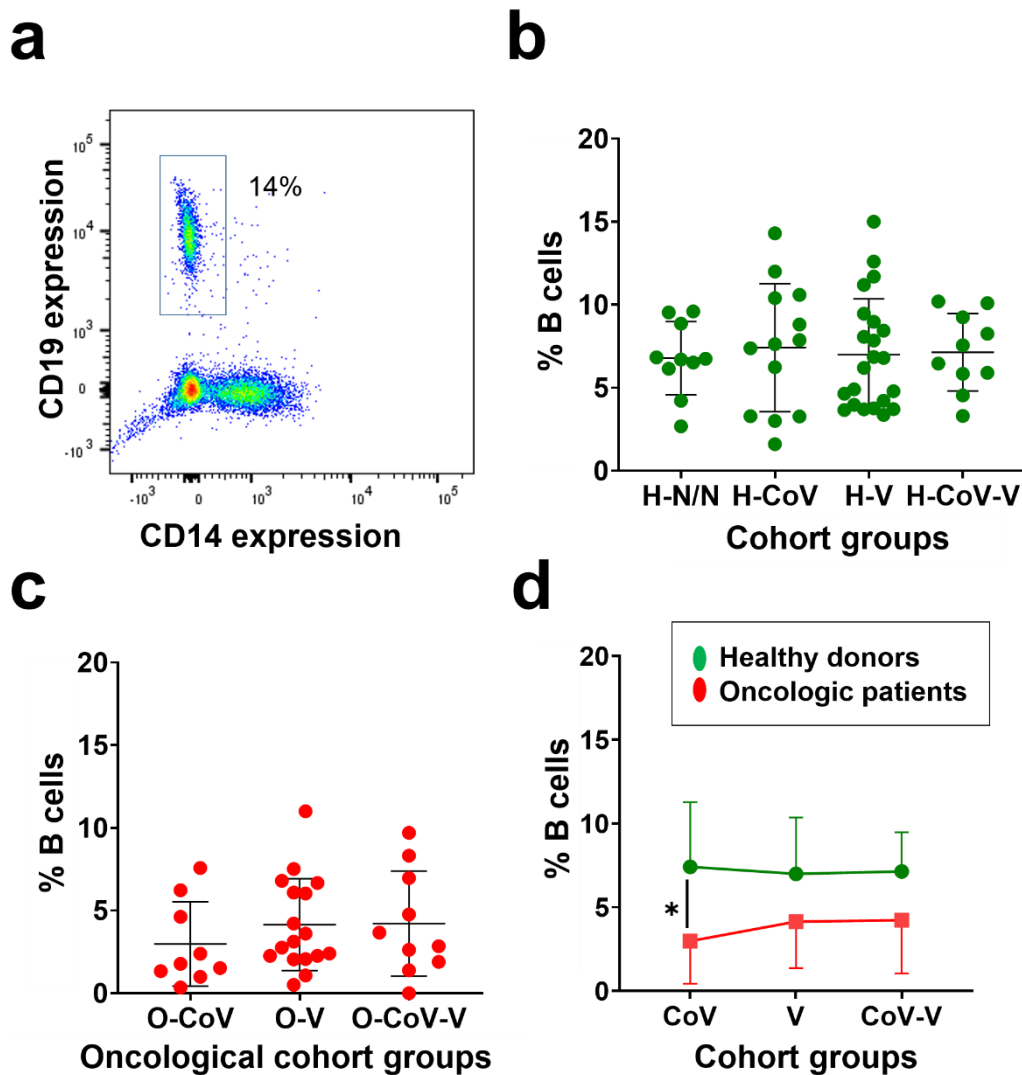 a
CD19 expression
10^5
10^4
10^3
0
-10^3
14%
-10^3
0
10^3
10^4
10^5
CD14 expression
b
% B cells
20
15
10
5
0
H-N/N H-CoV H-V H-CoV-V
Cohort groups
c
% B cells
20
15
10
5
0
O-CoV O-V O-CoV-V
Oncological cohort groups
d
Healthy donors
Oncologic patients
% B cells
20
15
10
5
0
*
CoV V CoV-V
Cohort groups